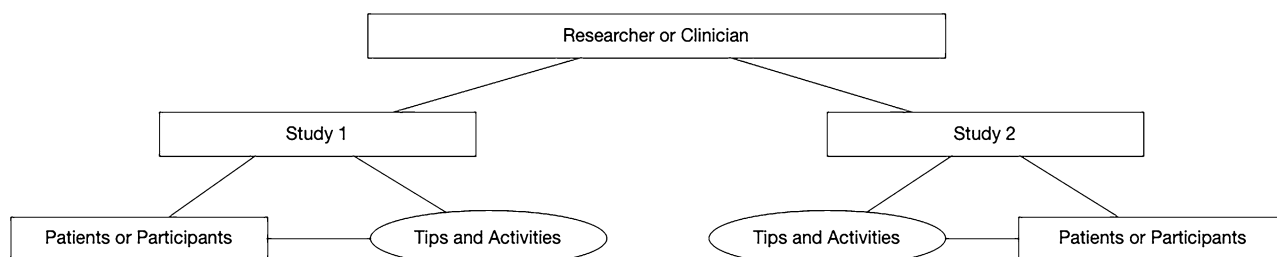 Researcher or Clinician
Study 1
Study 2
Patients or Participants
Tips and Activities
Tips and Activities
Patients or Participants